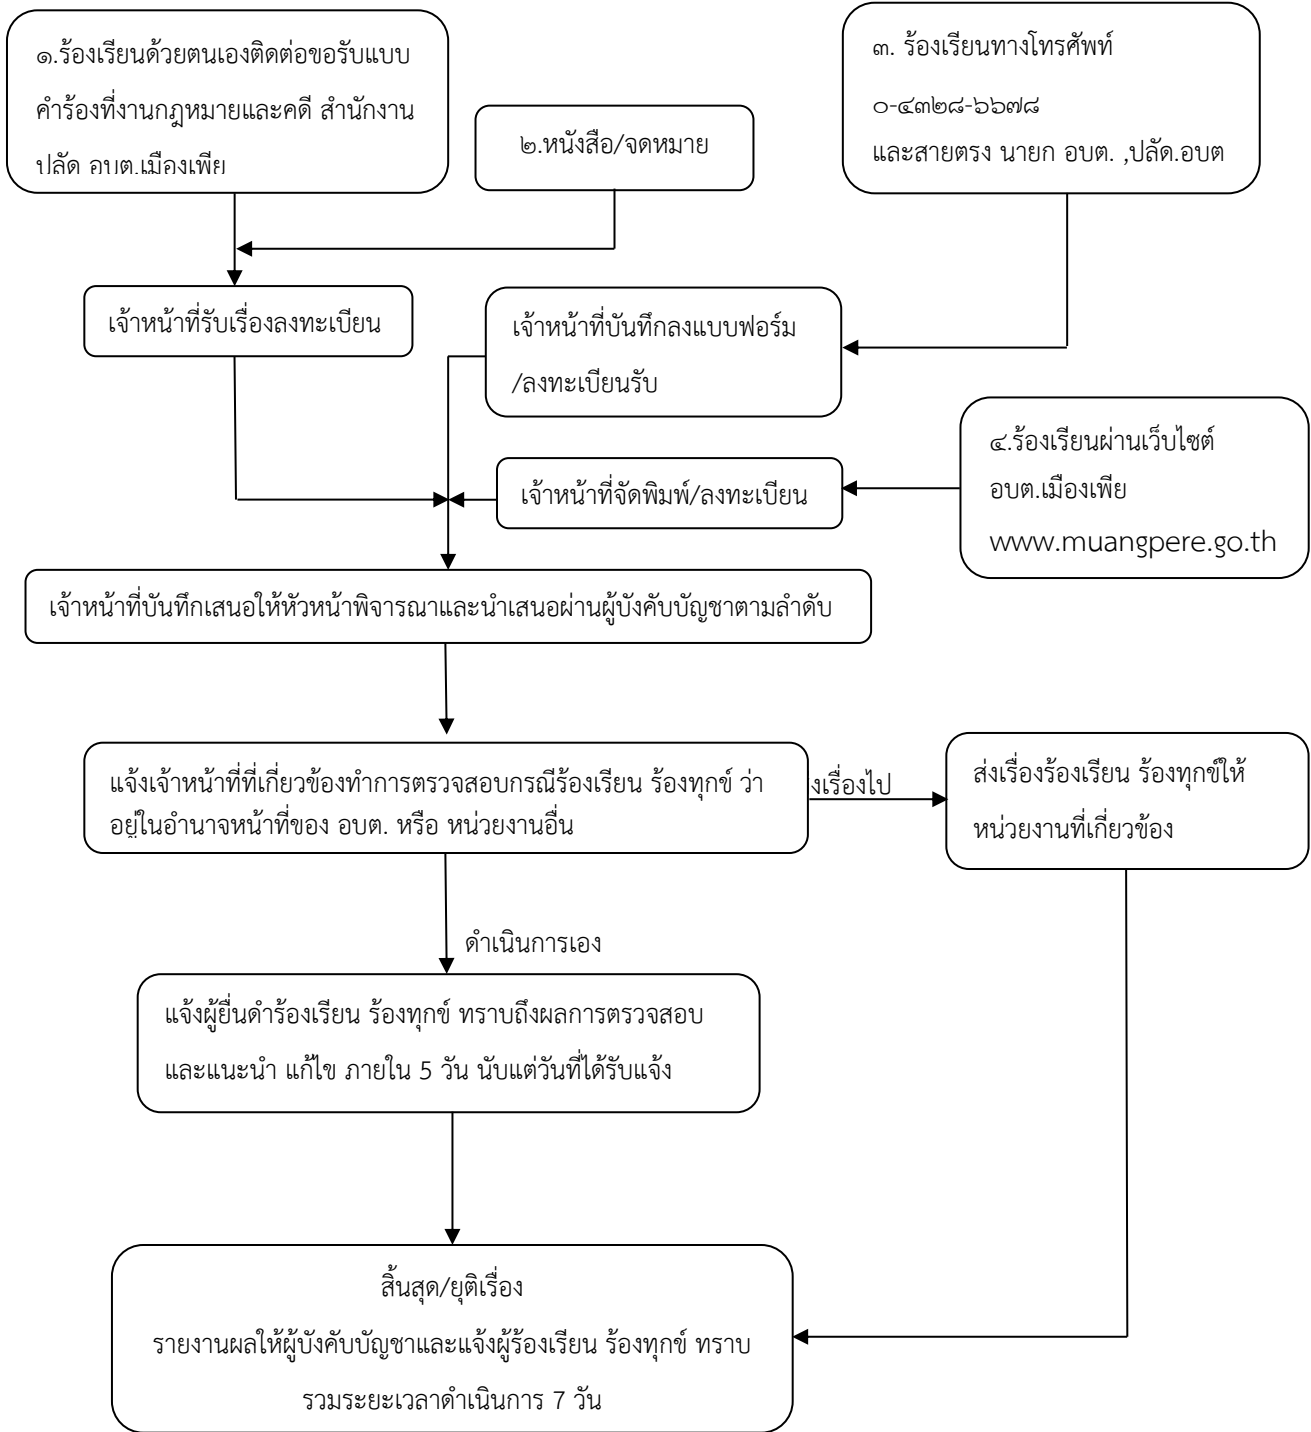 ๑.ร้องเรียนด้วยตนเองติดต่อขอรับแบบ
คำร้องที่งานกฎหมายและคดี สำนักงาน
ปลัด อบต.เมืองเพีย
๒.หนังสือ/จดหมาย
๓. ร้องเรียนทางโทรศัพท์
๐-๔๓๒๘-๖๖๗๘
และสายตรง นายก อบต. ,ปลัด.อบต
เจ้าหน้าที่รับเรื่องลงทะเบียน
เจ้าหน้าที่บันทึกลงแบบฟอร์ม
/ลงทะเบียนรับ
๔.ร้องเรียนผ่านเว็บไซต์
อบต.เมืองเพีย
www.muangpere.go.th
เจ้าหน้าที่จัดพิมพ์/ลงทะเบียน
เจ้าหน้าที่บันทึกเสนอให้หัวหน้าพิจารณาและนำเสนอผ่านผู้บังคับบัญชาตามลำดับ
แจ้งเจ้าหน้าที่ที่เกี่ยวข้องทำการตรวจสอบกรณีร้องเรียน ร้องทุกข์ ว่า
อยู่ในอำนาจหน้าที่ของ อบต. หรือ หน่วยงานอื่น
งเรื่องไป
ส่งเรื่องร้องเรียน ร้องทุกข์ให้
หน่วยงานที่เกี่ยวข้อง
ดำเนินการเอง
แจ้งผู้ยื่นดำร้องเรียน ร้องทุกข์ ทราบถึงผลการตรวจสอบ
และแนะนำ แก้ไข ภายใน 5 วัน นับแต่วันที่ได้รับแจ้ง
สิ้นสุด/ยุติเรื่อง
รายงานผลให้ผู้บังคับบัญชาและแจ้งผู้ร้องเรียน ร้องทุกข์ ทราบ
รวมระยะเวลาดำเนินการ 7 วัน